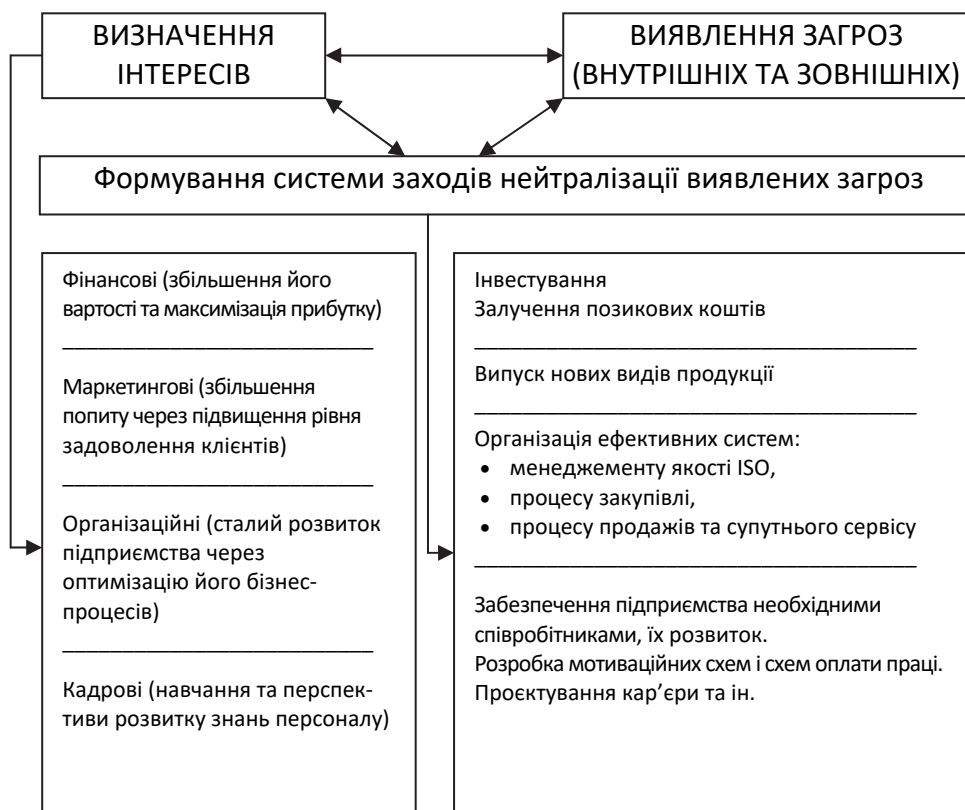 ВИЗНАЧЕННЯ
ІНТЕРЕСІВ
ВИЯВЛЕННЯ ЗАГРОЗ
(ВНУТРІШНІХ ТА ЗОВНІШНІХ)
Формування системи заходів нейтралізації виявлених загроз
Фінансові (збільшення його
вартості та максимізація прибутку)
Маркетингові (збільшення
попиту через підвищення рівня
задоволення клієнтів)
Організаційні (сталий розвиток
підприємства через
оптимізацію його бізнес-
процесів)
Кадрові (навчання та перспек-
тиви розвитку знань персоналу)
Інвестування
Залучення позикових коштів
Випуск нових видів продукції
Організація ефективних систем:
• менеджменту якості ISO,
• процесу закупівлі,
• процесу продажів та супутнього сервісу
Забезпечення підприємства необхідними
співробітниками, їх розвиток.
Розробка мотиваційних схем і схем оплати праці.
Проєктування кар’єри та ін.